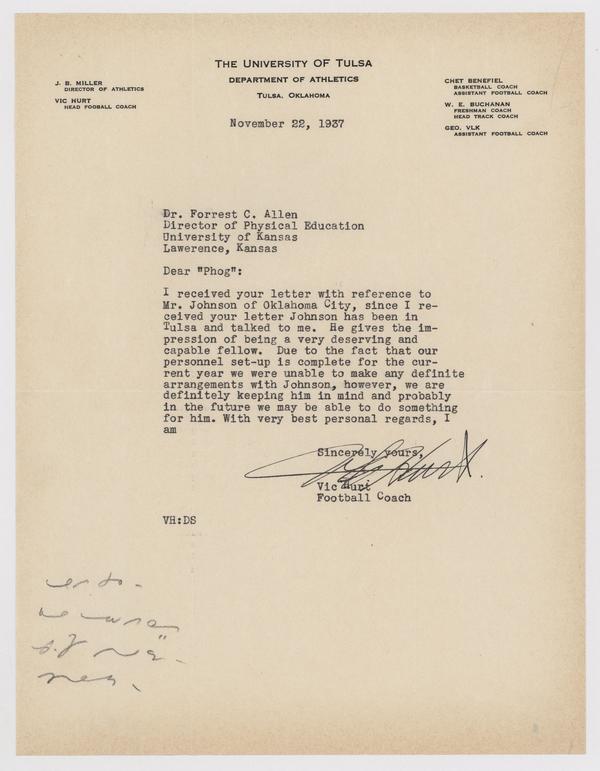 THE UNIVERSITY OF TULSA
DEPARTMENT OF ATHLETICS
TULSA, OKLAHOMA
J. B. MILLER
DIRECTOR OF ATHLETICS
VIC HURT
HEAD FOOBALL COACH
CHET BENEFIEL
BASKETBALL COACH
ASSISTANT FOOTBALL COACH
W. E. BUCHANAN
FRESHMAN COACH
HEAD TRACK COACH
GEO. VLK
ASSISTANT FOOTBALL COACH
November 22, 1937
Dr. Forrest C. Allen
Director of Physical Education
University of Kansas
Lawerence, Kansas
Dear "Phog":
I received your letter with reference to
Mr. Johnson of Oklahoma City, since I re-
ceived your letter Johnson has been in
Tulsa and talked to me. He gives the im-
pression of being a very deserving and
capable fellow. Due to the fact that our
personnel set-up is complete for the cur-
rent year we were unable to make any definite
arrangements with Johnson, however, we are
definitely keeping him in mind and probably
in the future we may be able to do something
for him. With very best personal regards, I
am
Sincerely yours,
Vic Hurt
Football Coach
VH:DS